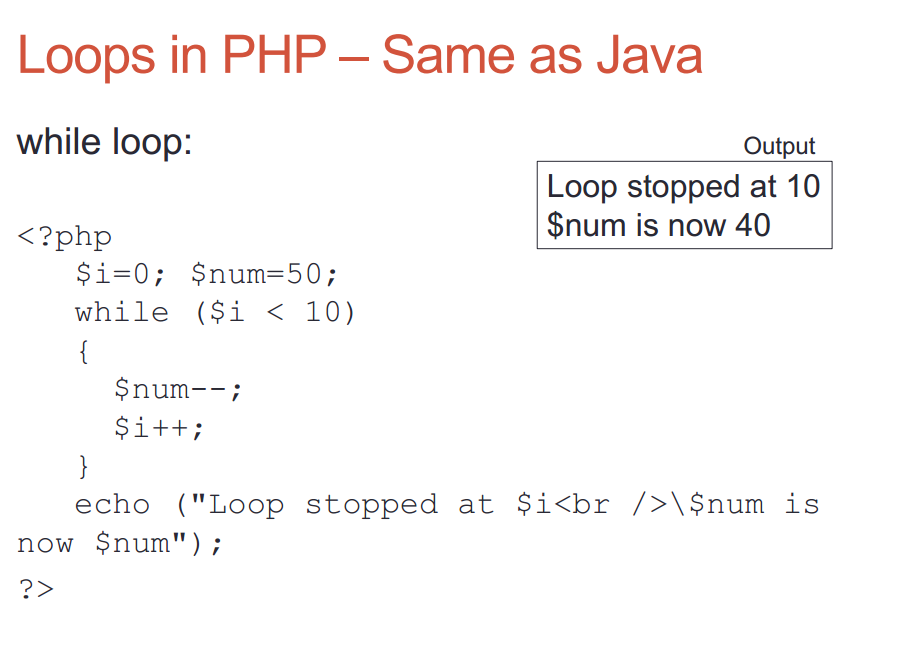 Loops in PHP – Same as Java
while loop:
Output
Loop stopped at 10
$num is now 40
<?php
$i=0; $num=50;
while ($i < 10)
{
$num--;
$i++;
}
echo ("Loop stopped at $i<br />\$num is
now $num");
?>